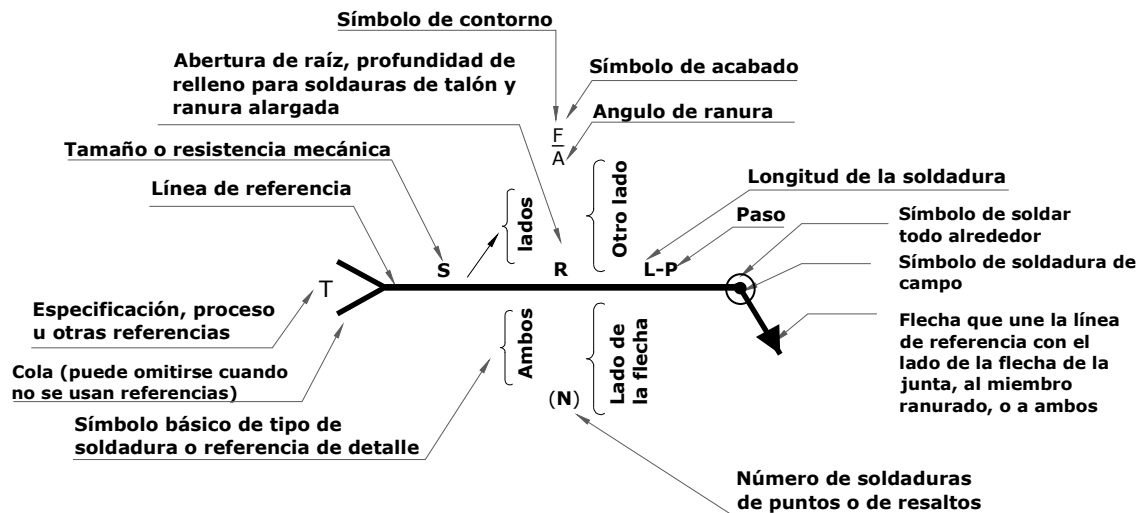 Símbolo de contorno
Abertura de raíz, profundidad de
relleno para soldauras de talón y
ranura alargada
Símbolo de acabado
Angulo de ranura
F
A
Tamaño o resistencia mecánica
Línea de referencia
lados
Otro lado
Longitud de la soldadura
Paso
Símbolo de soldar
todo alrededor
Símbolo de soldadura de
campo
S
R
L-P
T
Especificación, proceso
u otras referencias
Ambos
Lado de
la flecha
Flecha que une la línea
de referencia con el
lado de la flecha de la
junta, al miembro
ranurado, o a ambos
Cola (puede omitirse cuando
no se usan referencias)
(N)
Símbolo básico de tipo de
soldadura o referencia de detalle
Número de soldaduras
de puntos o de resaltos